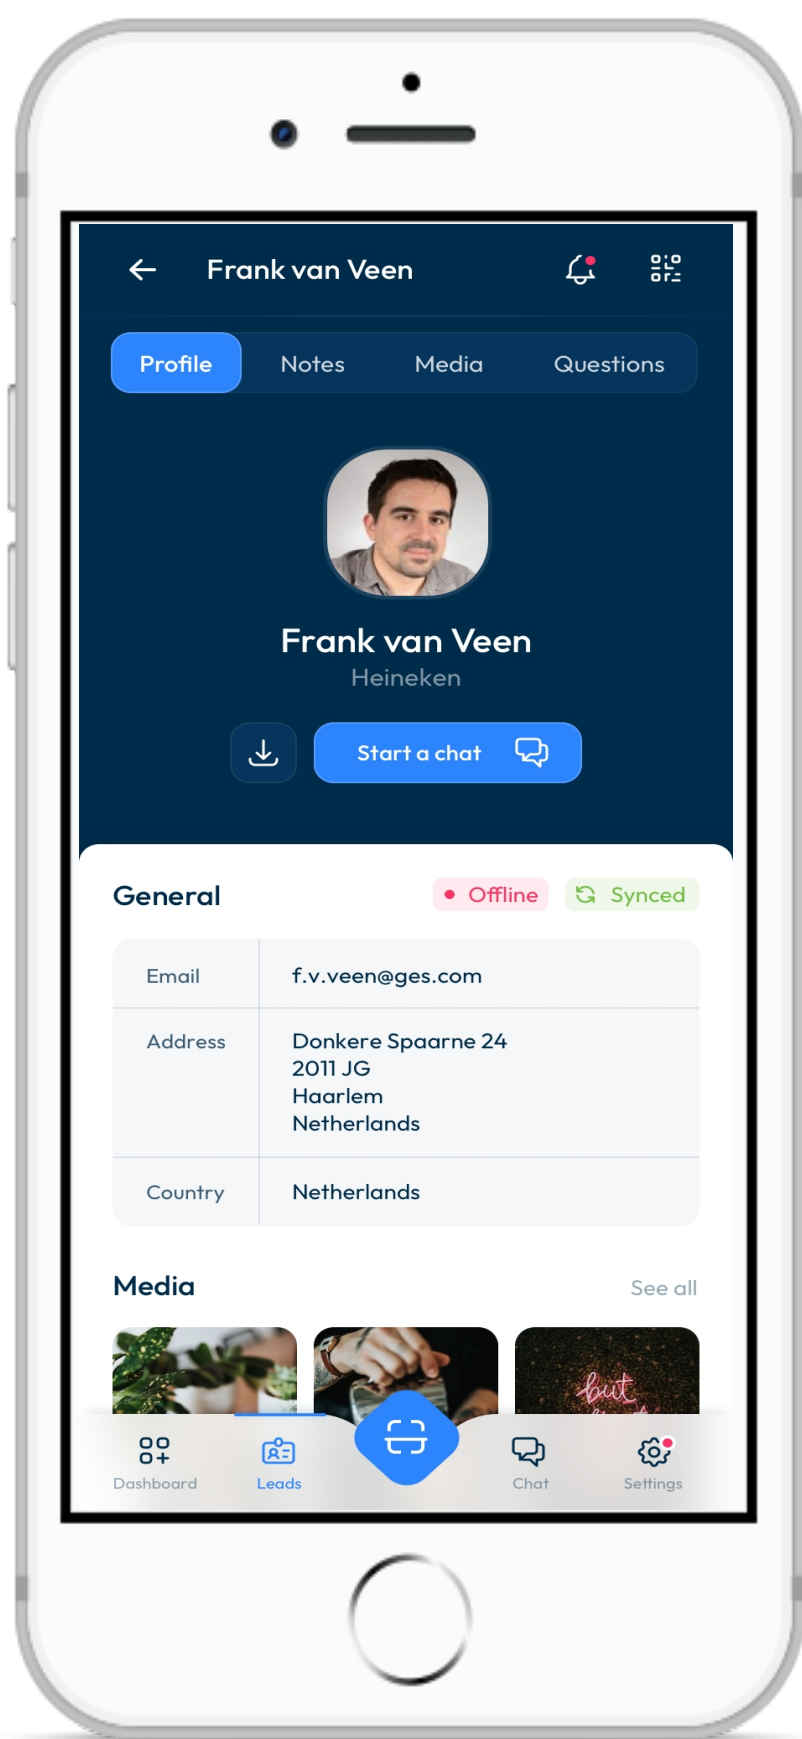 Frank van Veen
Profile Notes Media Questions
Frank van Veen
Heineken
Start a chat
General Offline Synced
Email f.v.veen@ges.com
Address Donkere Spaarne 24
2011 JG
Haarlem
Netherlands
Country Netherlands
Media See all
but
Dashboard Leads Chat Settings